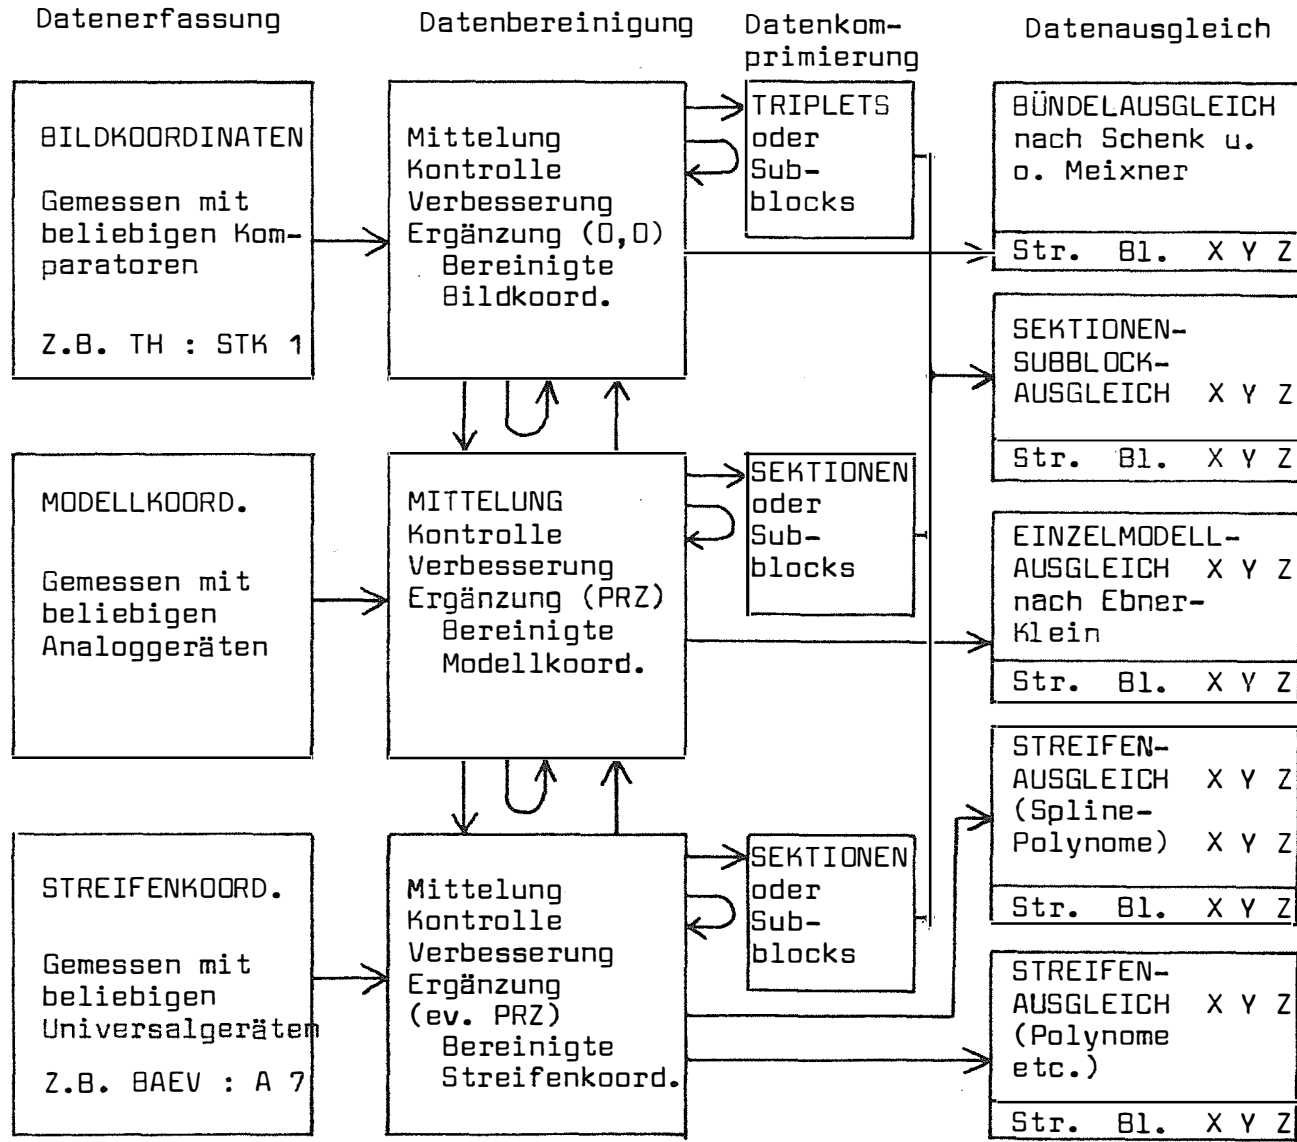 Datenerfassung
Datenbereinigung
Datenkom-
primierung
Datenausgleich
BILDKOORDINATEN
Gemessen mit
beliebigen Kom-
paratoren
Z.B. TH : STK 1
Mittelung
Kontrolle
Verbesserung
Ergänzung (0,0)
Bereinigte
Bildkoord.
TRIPLETS
oder
Sub-
blocks
BÜNDELAUSGLEICH
nach Schenk u.
o. Meixner
Str. Bl. X Y Z
SEKTIONEN-
SUBBLOCK-
AUSGLEICH X Y Z
Str. Bl. X Y Z
MODELLKOORD.
Gemessen mit
beliebigen
Analoggeräten
MITTELUNG
Kontrolle
Verbesserung
Ergänzung (PRZ)
Bereinigte
Modellkoord.
SEKTIONEN
oder
Sub-
blocks
EINZELMODELL-
AUSGLEICH X Y Z
nach Ebner-
Klein
Str. Bl. X Y Z
STREIFEN-
AUSGLEICH X Y Z
(Spline-
Polynome) X Y Z
Str. Bl. X Y Z
STREIFENKOORD.
Gemessen mit
beliebigen
Universalgeräten
Z.B. BAEV : A 7
Mittelung
Kontrolle
Verbesserung
Ergänzung
(ev. PRZ)
Bereinigte
Streifenkoord.
SEKTIONEN
oder
Sub-
blocks
STREIFEN-
AUSGLEICH X Y Z
(Polynome
etc.)
Str. Bl. X Y Z